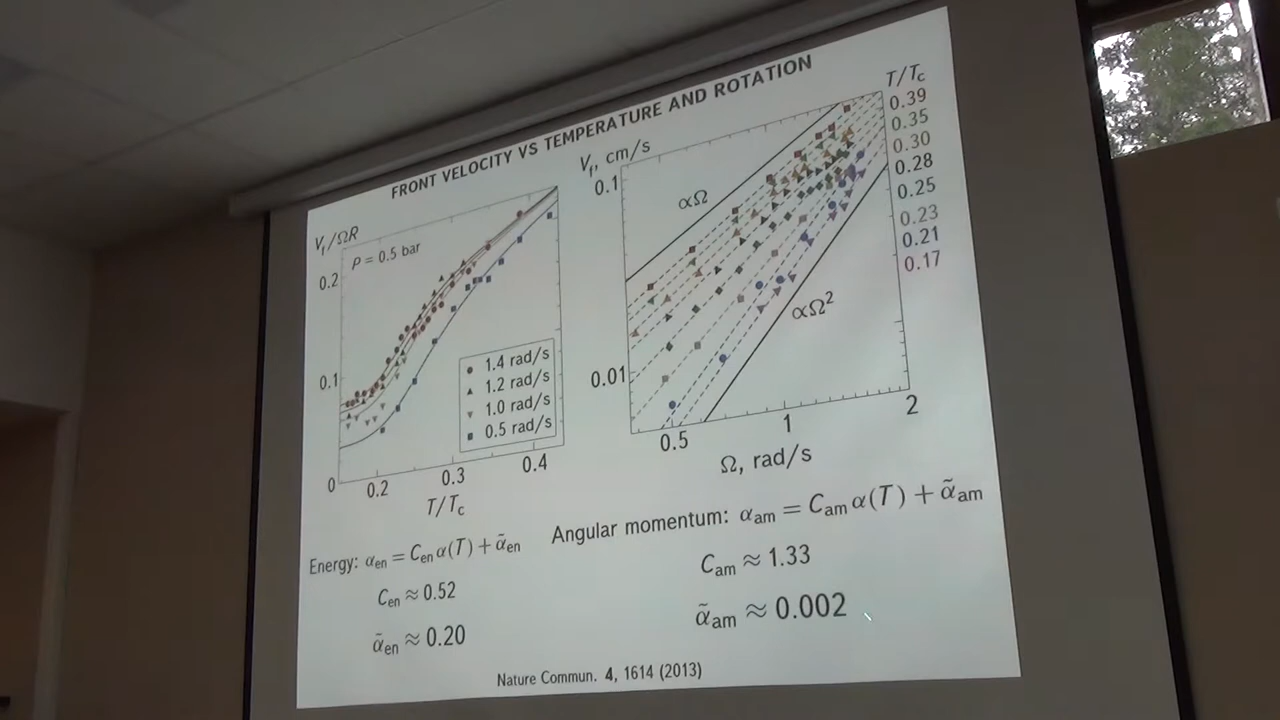 FRONT VELOCITY VS TEMPERATURE AND ROTATION
V_f/ΩR
P = 0.5 bar
0.2
0.1
0
0.2
0.3
0.4
T/T_c
1.4 rad/s
1.2 rad/s
1.0 rad/s
0.5 rad/s
V_f, cm/s
0.1
0.01
∝Ω
∝Ω²
0.5
1
2
Ω, rad/s
T/T_c
0.39
0.35
0.30
0.28
0.25
0.23
0.21
0.17
Energy: α_en = C_en α(T) + α̃_en
C_en ≈ 0.52
α̃_en ≈ 0.20
Angular momentum: α_am = C_am α(T) + α̃_am
C_am ≈ 1.33
α̃_am ≈ 0.002
Nature Commun. 4, 1614 (2013)